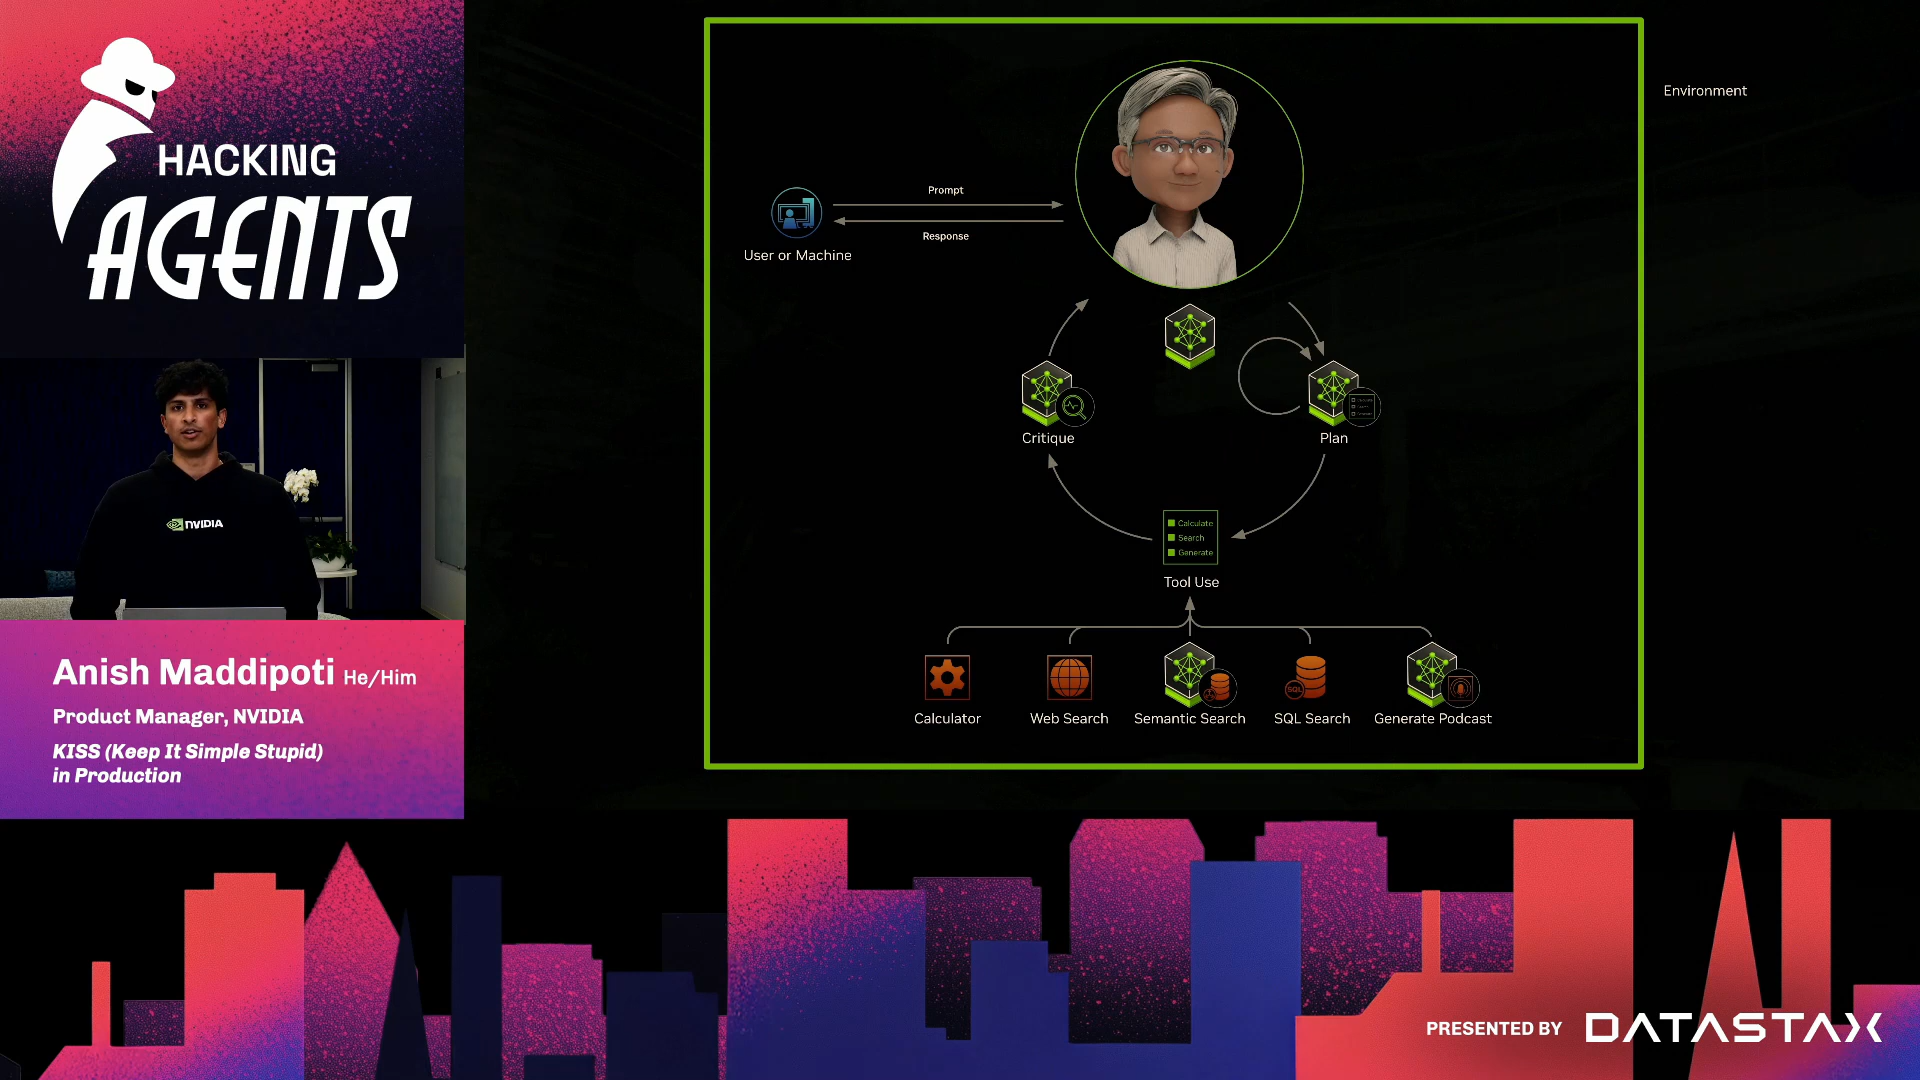 HACKING
AGENTS
NVIDIA
Anish Maddipoti He/Him
Product Manager, NVIDIA
KISS (Keep It Simple Stupid)
in Production
Environment
Prompt
Response
User or Machine
Critique
Plan
Calculate
Search
Generate
Tool Use
SQL
Calculator
Web Search
Semantic Search
SQL Search
Generate Podcast
PRESENTED BY DATASTAX